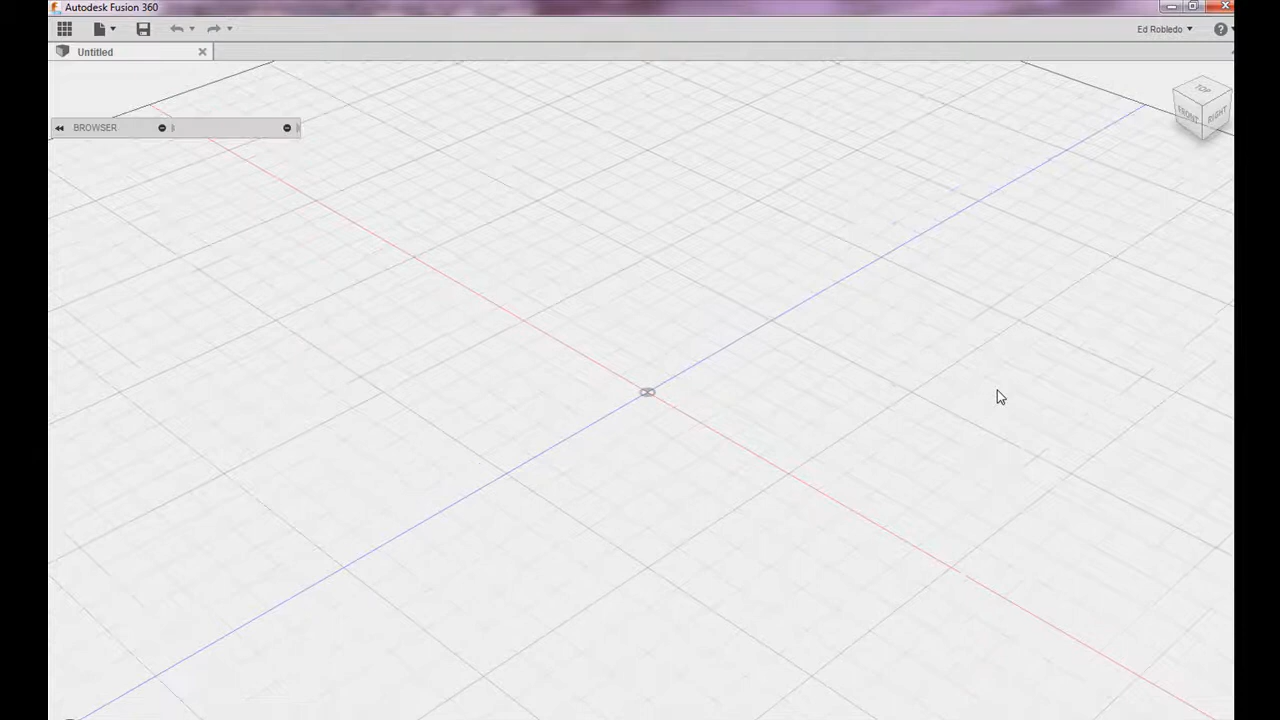 Autodesk Fusion 360
Ed Robledo
?
Untitled
TOP
FRONT
RIGHT
BROWSER